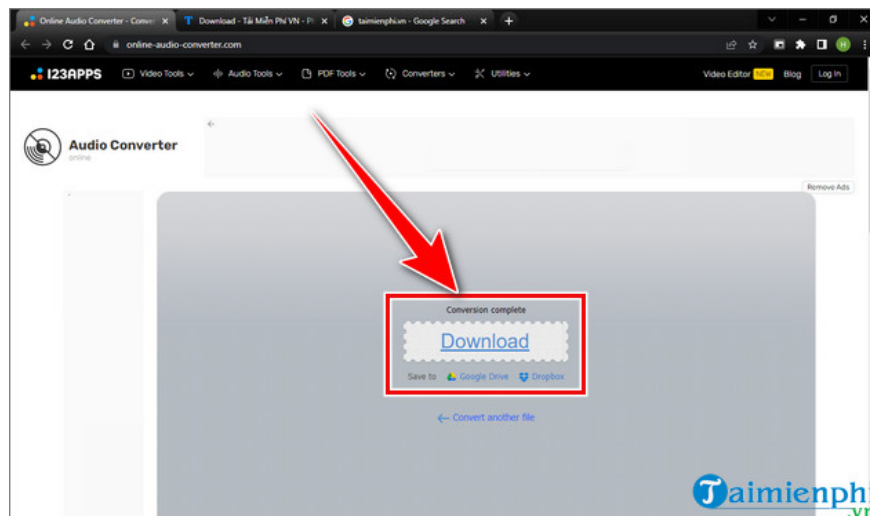 Online Audio Converter - Conver
Download - Tải Miễn Phí VN - P
taimienphi.vn - Google Search
online-audio-converter.com
123APPS
Video Tools
Audio Tools
PDF Tools
Converters
Utilities
Video Editor NEW
Blog
Log In
Audio Converter
online
Remove Ads
Conversion complete
Download
Save to Google Drive Dropbox
← Convert another file
Taimienphi
.vn